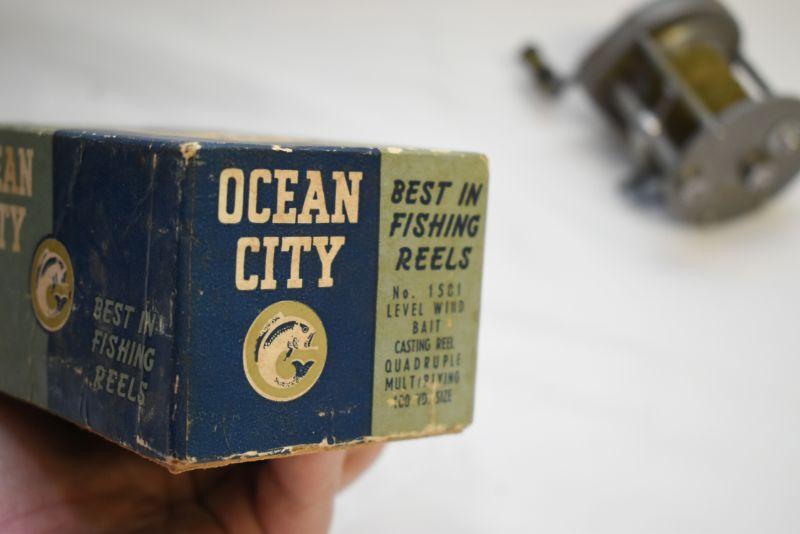 OCEAN
CITY
BEST IN
FISHING
REELS
No. 1581
LEVEL WIND
BAIT
CASTING REEL
QUADRUPLE
MULTIPLYING
100 YD. SIZE
BEST IN
FISHING
REELS
EAN
TY